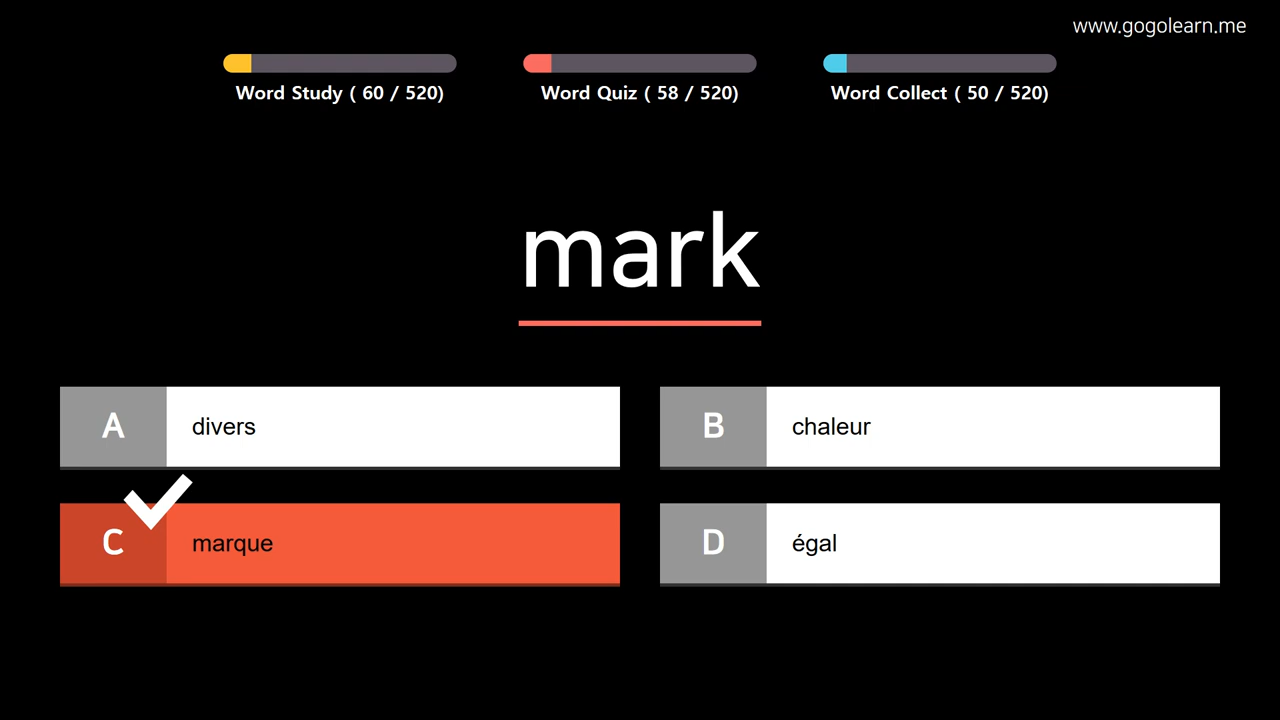 www.gogolearn.me
Word Study ( 60 / 520)
Word Quiz ( 58 / 520)
Word Collect ( 50 / 520)
mark
A divers
B chaleur
C marque
D égal